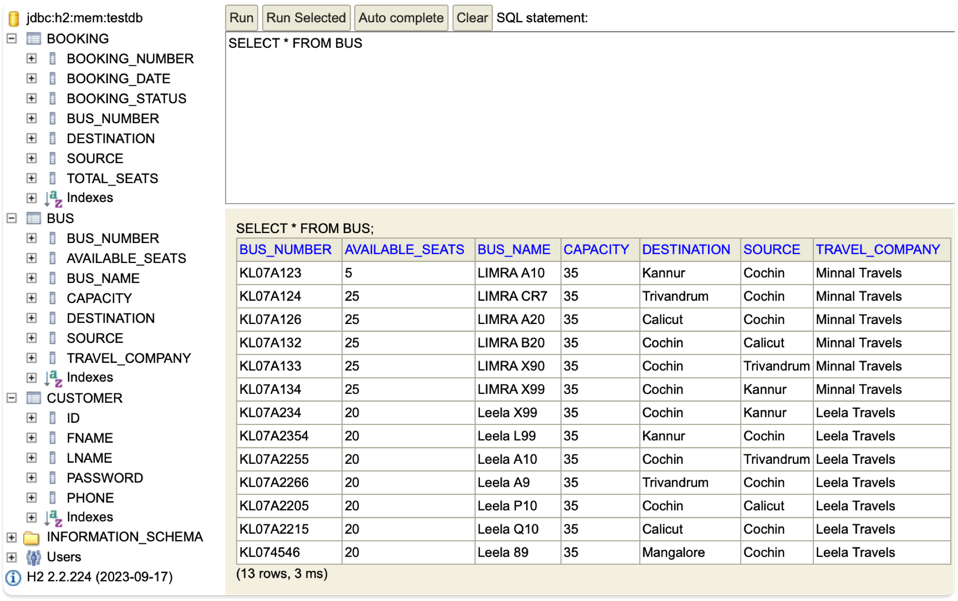 jdbc:h2:mem:testdb
BOOKING
BOOKING_NUMBER
BOOKING_DATE
BOOKING_STATUS
BUS_NUMBER
DESTINATION
SOURCE
TOTAL_SEATS
Indexes
BUS
BUS_NUMBER
AVAILABLE_SEATS
BUS_NAME
CAPACITY
DESTINATION
SOURCE
TRAVEL_COMPANY
Indexes
CUSTOMER
ID
FNAME
LNAME
PASSWORD
PHONE
Indexes
INFORMATION_SCHEMA
Users
H2 2.2.224 (2023-09-17)
Run Run Selected Auto complete Clear SQL statement:
SELECT * FROM BUS
SELECT * FROM BUS;
BUS_NUMBER AVAILABLE_SEATS BUS_NAME CAPACITY DESTINATION SOURCE TRAVEL_COMPANY
KL07A123 5 LIMRA A10 35 Kannur Cochin Minnal Travels
KL07A124 25 LIMRA CR7 35 Trivandrum Cochin Minnal Travels
KL07A126 25 LIMRA A20 35 Calicut Cochin Minnal Travels
KL07A132 25 LIMRA B20 35 Cochin Calicut Minnal Travels
KL07A133 25 LIMRA X90 35 Cochin Trivandrum Minnal Travels
KL07A134 25 LIMRA X99 35 Cochin Kannur Minnal Travels
KL07A234 20 Leela X99 35 Cochin Kannur Leela Travels
KL07A2354 20 Leela L99 35 Kannur Cochin Leela Travels
KL07A2255 20 Leela A10 35 Cochin Trivandrum Leela Travels
KL07A2266 20 Leela A9 35 Trivandrum Cochin Leela Travels
KL07A2205 20 Leela P10 35 Cochin Calicut Leela Travels
KL07A2215 20 Leela Q10 35 Calicut Cochin Leela Travels
KL074546 20 Leela 89 35 Mangalore Cochin Leela Travels
(13 rows, 3 ms)